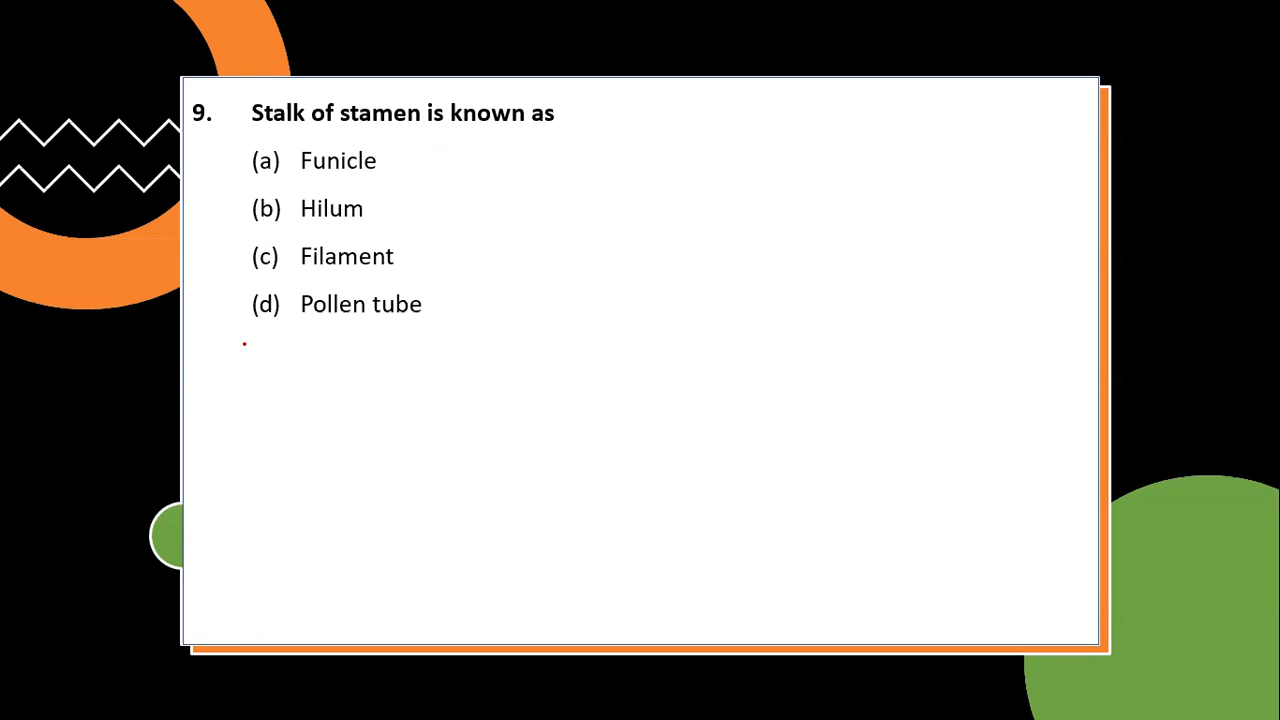 9. Stalk of stamen is known as
(a) Funicle
(b) Hilum
(c) Filament
(d) Pollen tube